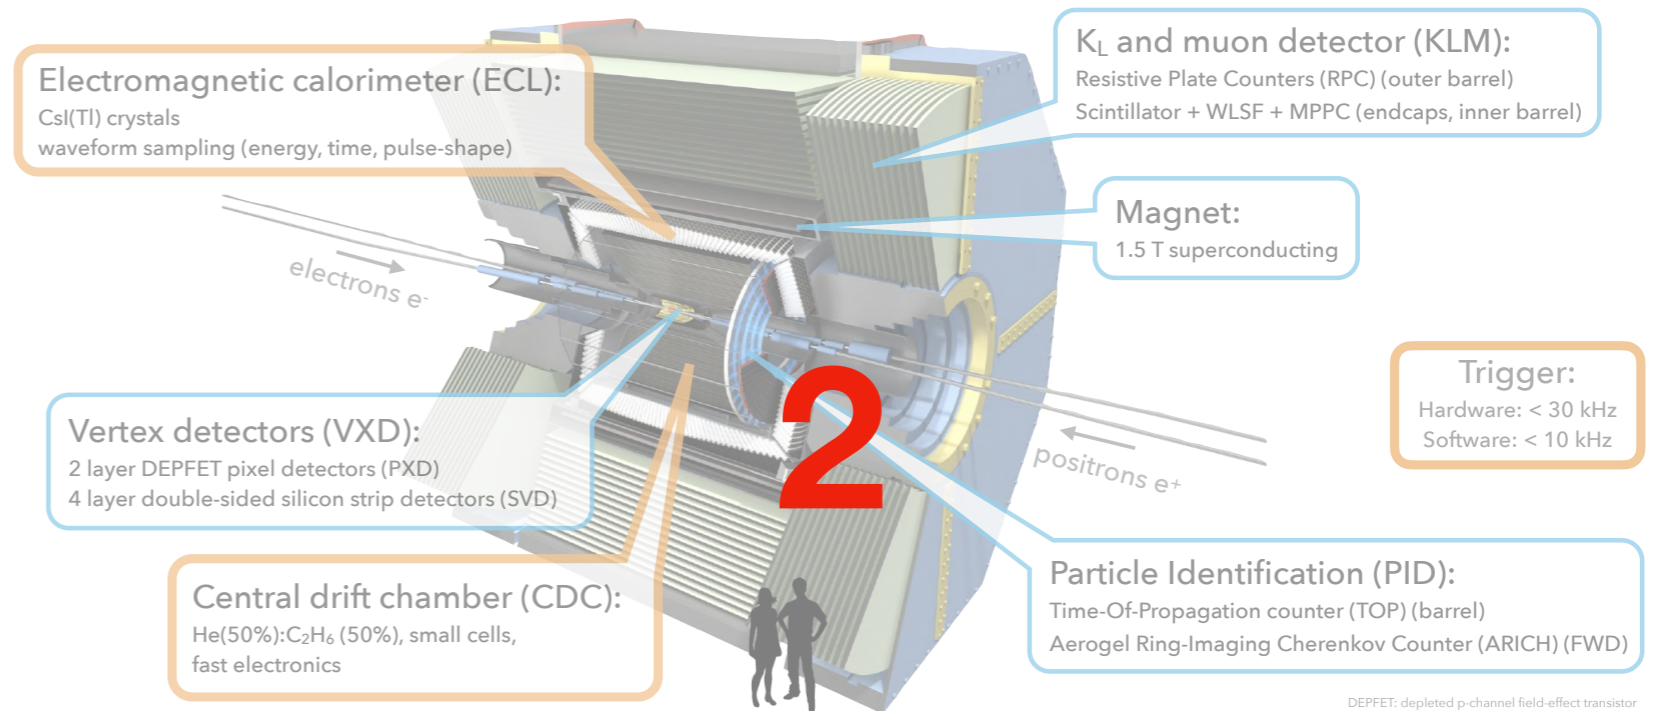 Electromagnetic calorimeter (ECL):
CsI(Tl) crystals
waveform sampling (energy, time, pulse-shape)
K_L and muon detector (KLM):
Resistive Plate Counters (RPC) (outer barrel)
Scintillator + WLSF + MPPC (endcaps, inner barrel)
Magnet:
1.5 T superconducting
electrons e⁻
Trigger:
Hardware: < 30 kHz
Software: < 10 kHz
2
positrons e⁺
Vertex detectors (VXD):
2 layer DEPFET pixel detectors (PXD)
4 layer double-sided silicon strip detectors (SVD)
Central drift chamber (CDC):
He(50%):C₂H₆ (50%), small cells,
fast electronics
Particle Identification (PID):
Time-Of-Propagation counter (TOP) (barrel)
Aerogel Ring-Imaging Cherenkov Counter (ARICH) (FWD)
DEPFET: depleted p-channel field-effect transistor